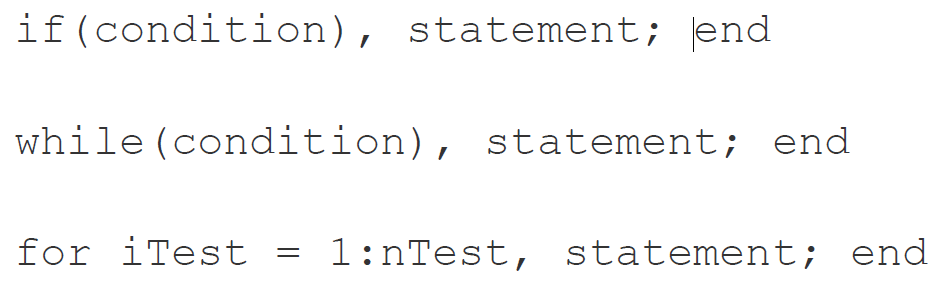 if(condition), statement; end
while(condition), statement; end
for iTest = 1:nTest, statement; end